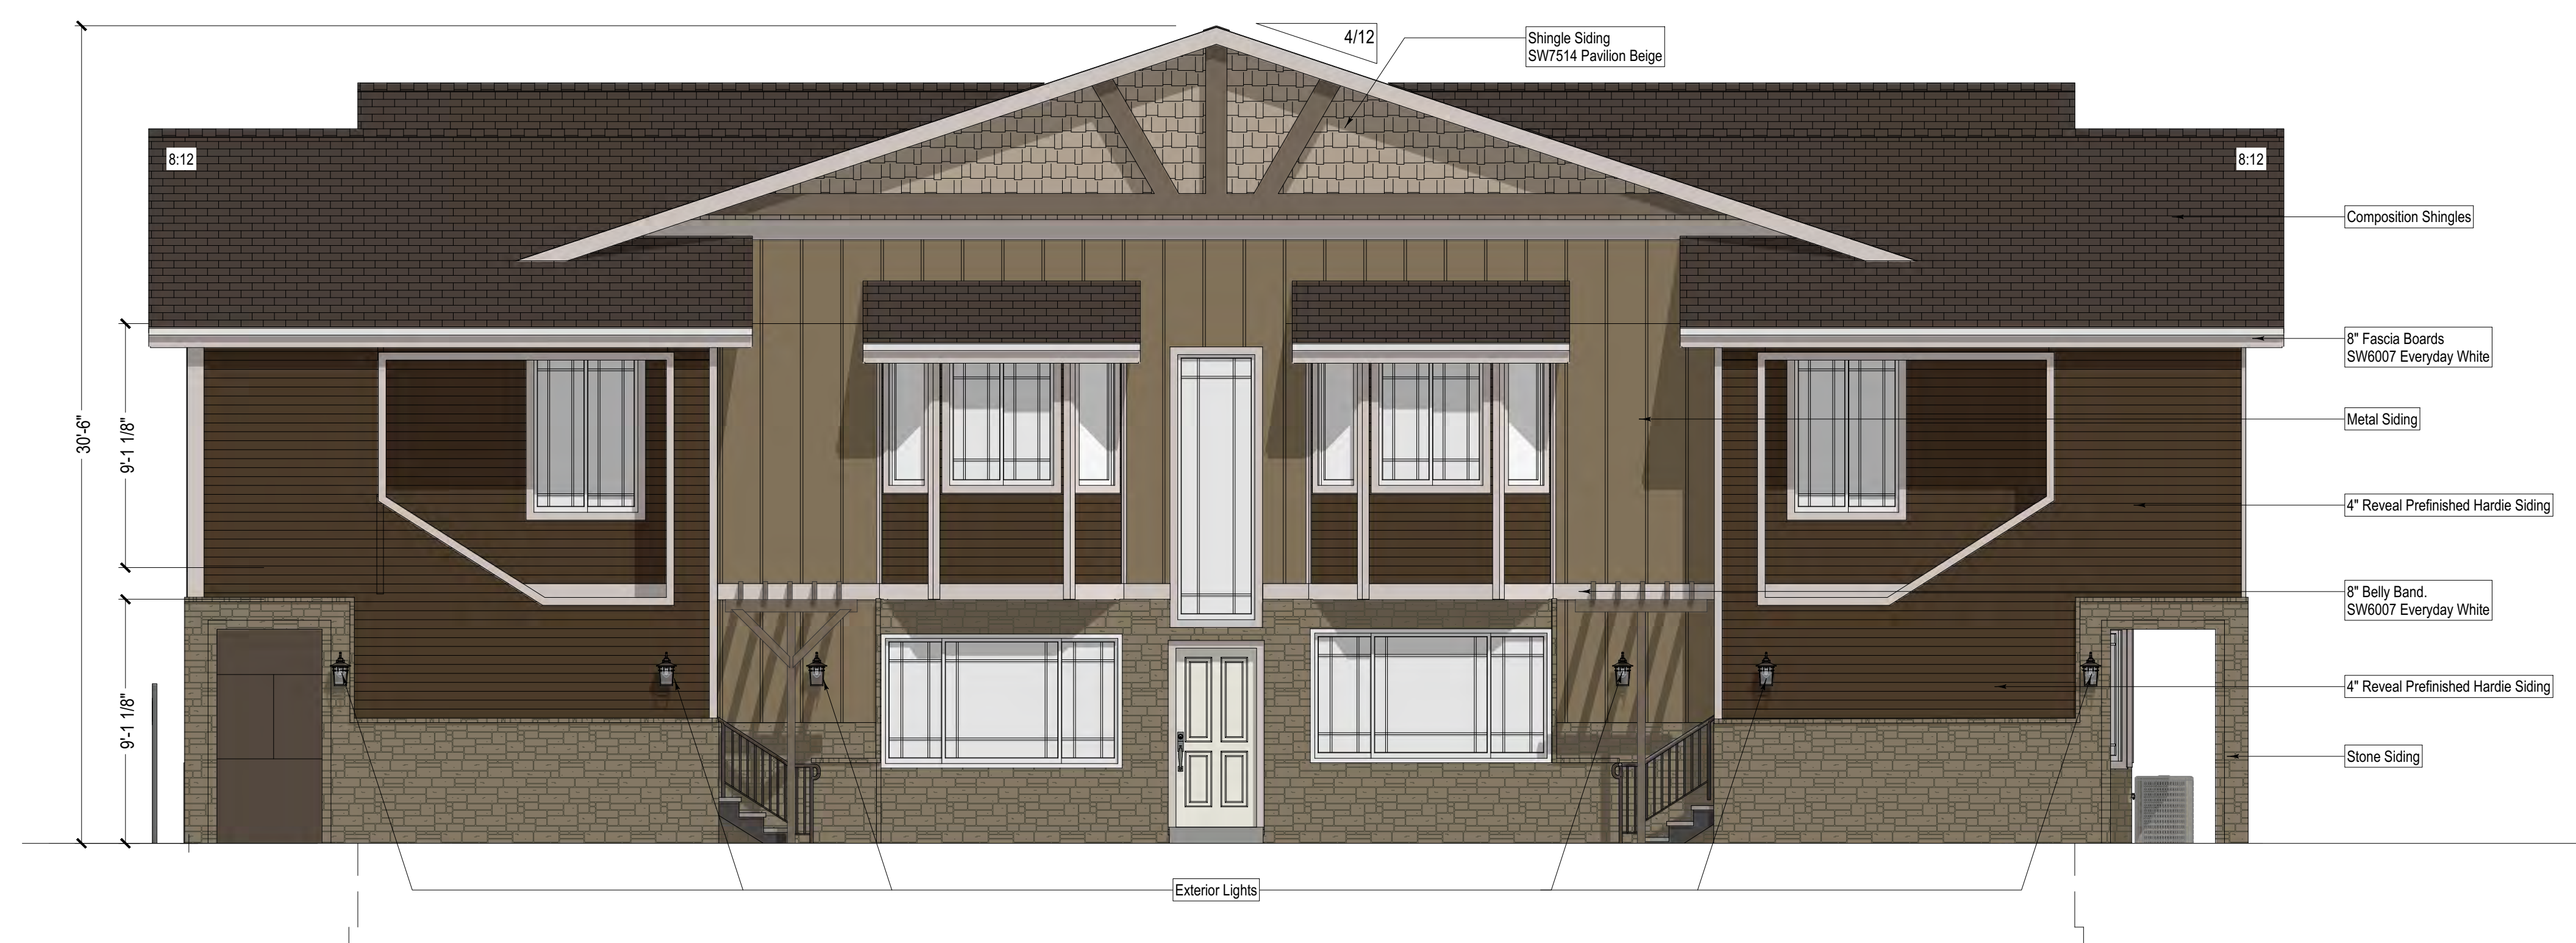 4/12
Shingle Siding
SW7514 Pavilion Beige
8:12
8:12
Composition Shingles
8" Fascia Boards
SW6007 Everyday White
30'-6"
9'-1 1/8"
Metal Siding
4" Reveal Prefinished Hardie Siding
8" Belly Band.
SW6007 Everyday White
4" Reveal Prefinished Hardie Siding
9'-1 1/8"
Stone Siding
Exterior Lights